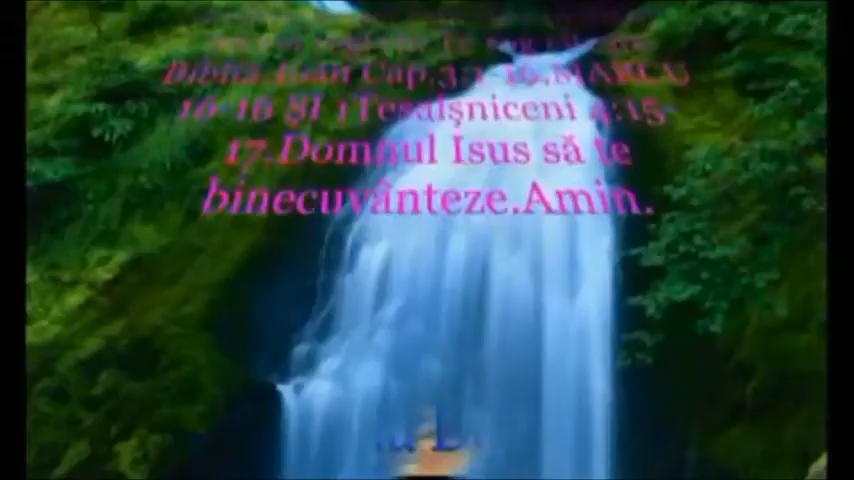 Biblia.Ioan Cap.3:1-16,MARCU
16-16 ŞI 1Tesalşniceni 4:15-
17.Domnul Isus să te
binecuvânteze.Amin.